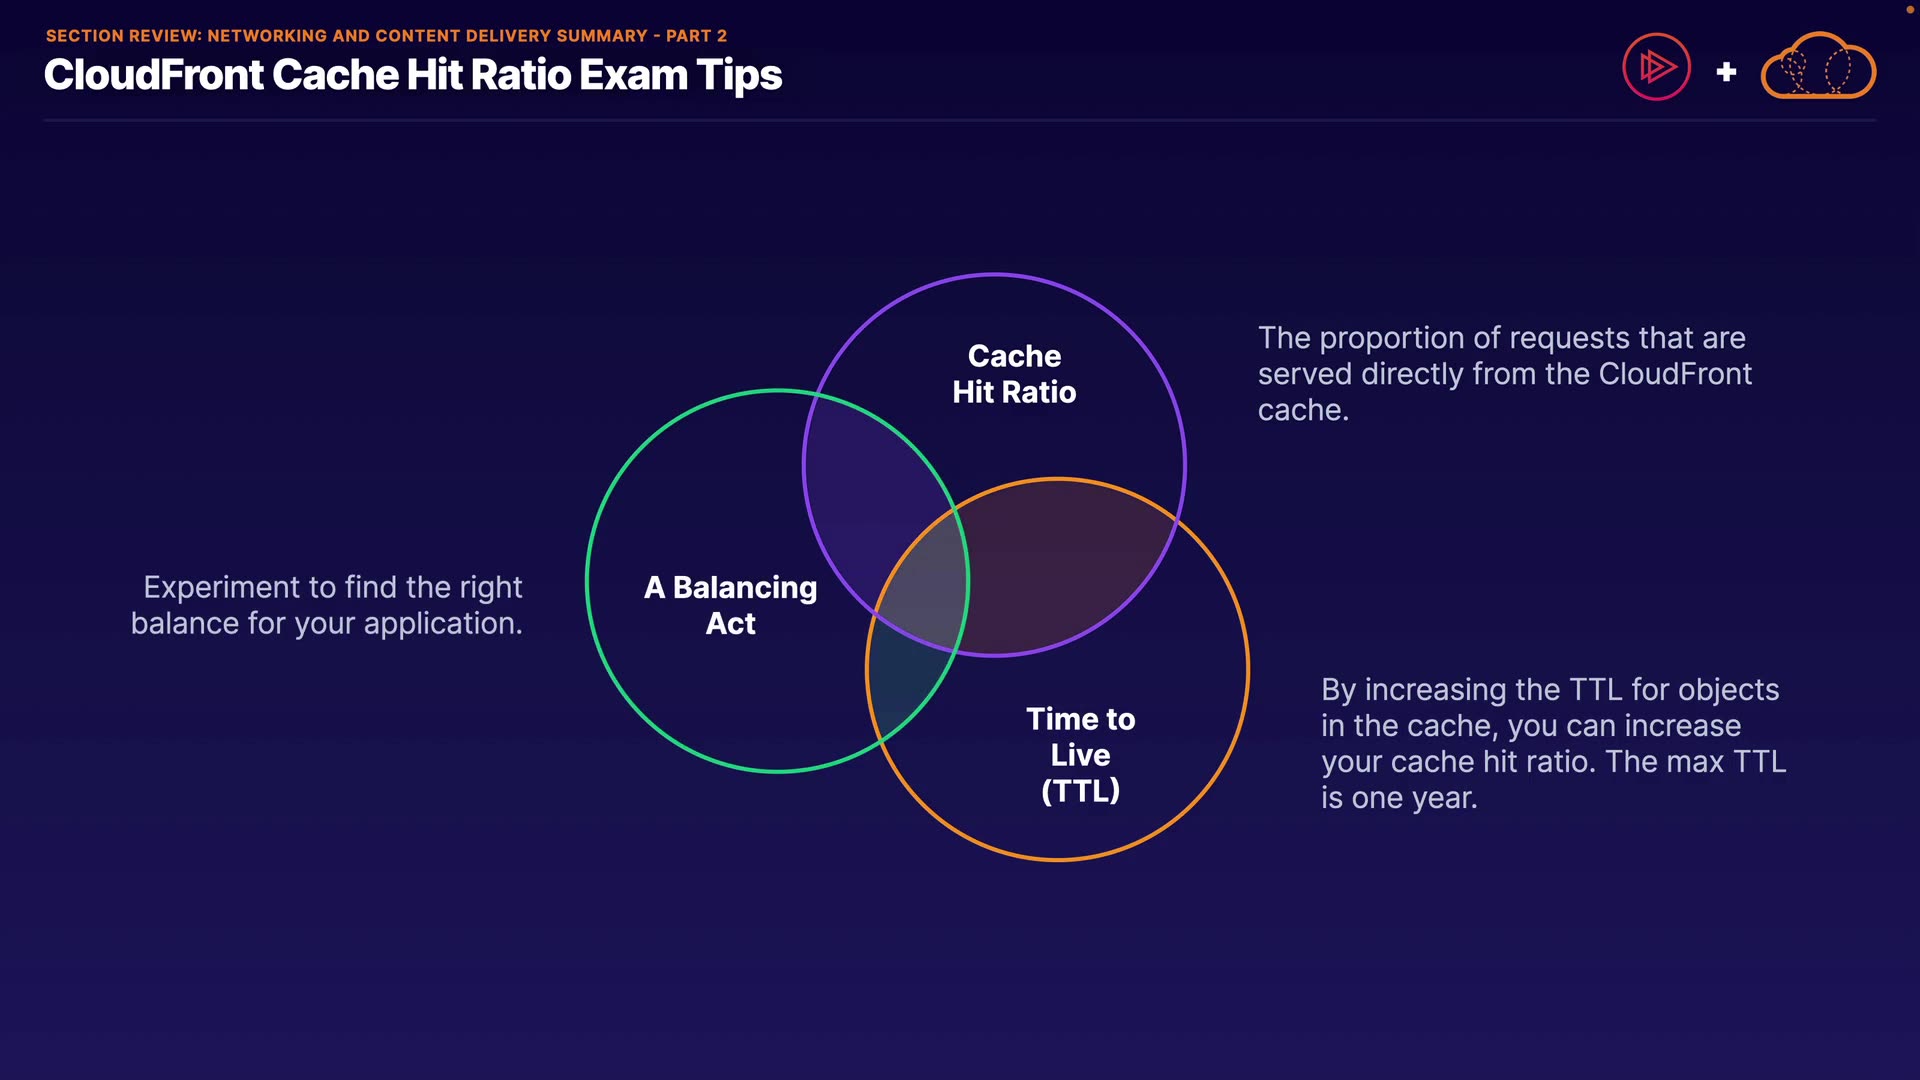 SECTION REVIEW: NETWORKING AND CONTENT DELIVERY SUMMARY - PART 2
CloudFront Cache Hit Ratio Exam Tips
Cache
Hit Ratio
The proportion of requests that are
served directly from the CloudFront
cache.
Experiment to find the right
balance for your application.
A Balancing
Act
Time to
Live
(TTL)
By increasing the TTL for objects
in the cache, you can increase
your cache hit ratio. The max TTL
is one year.